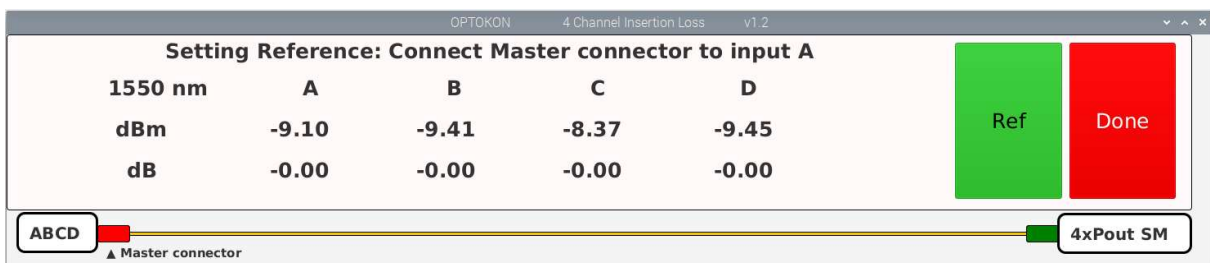 OPTOKON 4 Channel Insertion Loss v1.2
Setting Reference: Connect Master connector to input A
1550 nm A B C D
dBm -9.10 -9.41 -8.37 -9.45
dB -0.00 -0.00 -0.00 -0.00
Ref Done
ABCD 4xPout SM
▲ Master connector